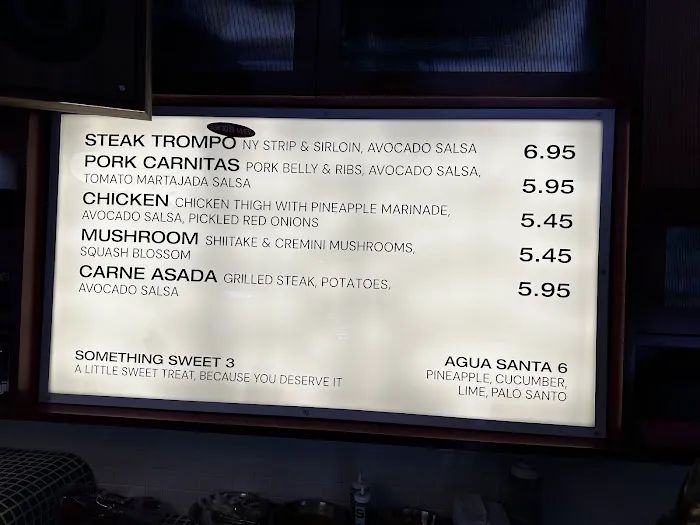 STEAK TROMPO NY STRIP & SIRLOIN, AVOCADO SALSA 6.95
PORK CARNITAS PORK BELLY & RIBS, AVOCADO SALSA,
TOMATO MARTAJADA SALSA 5.95
CHICKEN CHICKEN THIGH WITH PINEAPPLE MARINADE,
AVOCADO SALSA, PICKLED RED ONIONS 5.45
MUSHROOM SHIITAKE & CREMINI MUSHROOMS,
SQUASH BLOSSOM 5.45
CARNE ASADA GRILLED STEAK, POTATOES,
AVOCADO SALSA 5.95
SOMETHING SWEET 3
A LITTLE SWEET TREAT, BECAUSE YOU DESERVE IT
AGUA SANTA 6
PINEAPPLE, CUCUMBER,
LIME, PALO SANTO